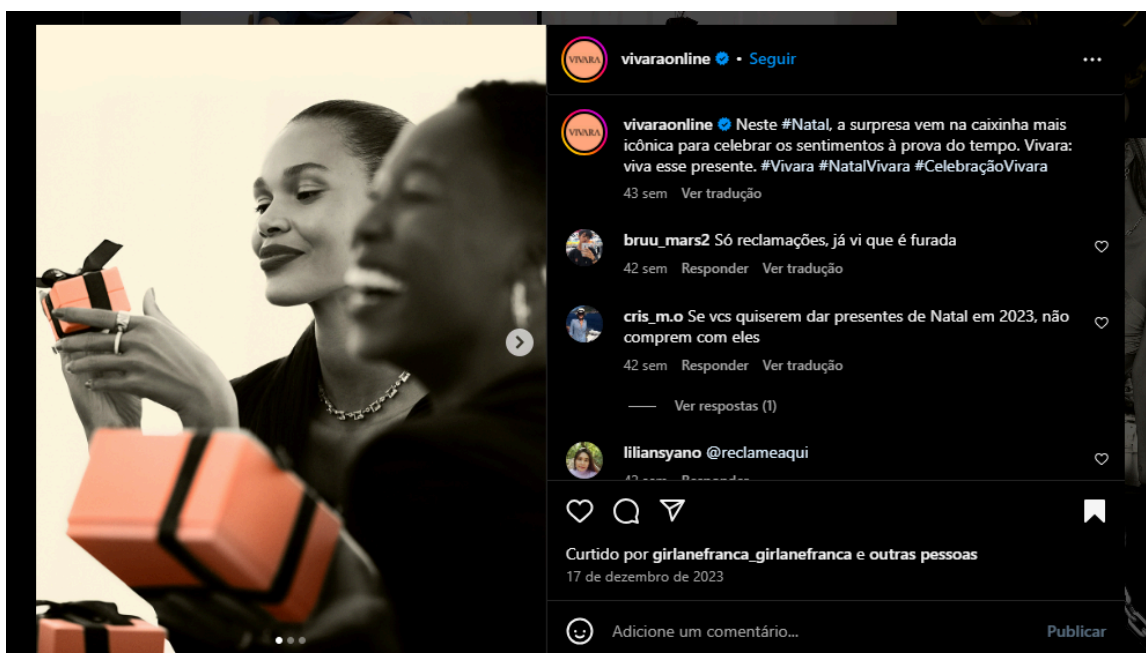 VIVARA
vivaraonline • Seguir
VIVARA
vivaraonline Neste #Natal, a surpresa vem na caixinha mais
icônica para celebrar os sentimentos à prova do tempo. Vivara:
viva esse presente. #Vivara #NatalVivara #CelebraçãoVivara
43 sem Ver tradução
bruu_mars2 Só reclamações, já vi que é furada
42 sem Responder Ver tradução
cris_m.o Se vcs quiserem dar presentes de Natal em 2023, não
comprem com eles
42 sem Responder Ver tradução
Ver respostas (1)
liliansyano @reclameaqui
Curtido por girlanefranca_girlanefranca e outras pessoas
17 de dezembro de 2023
Adicione um comentário... Publicar